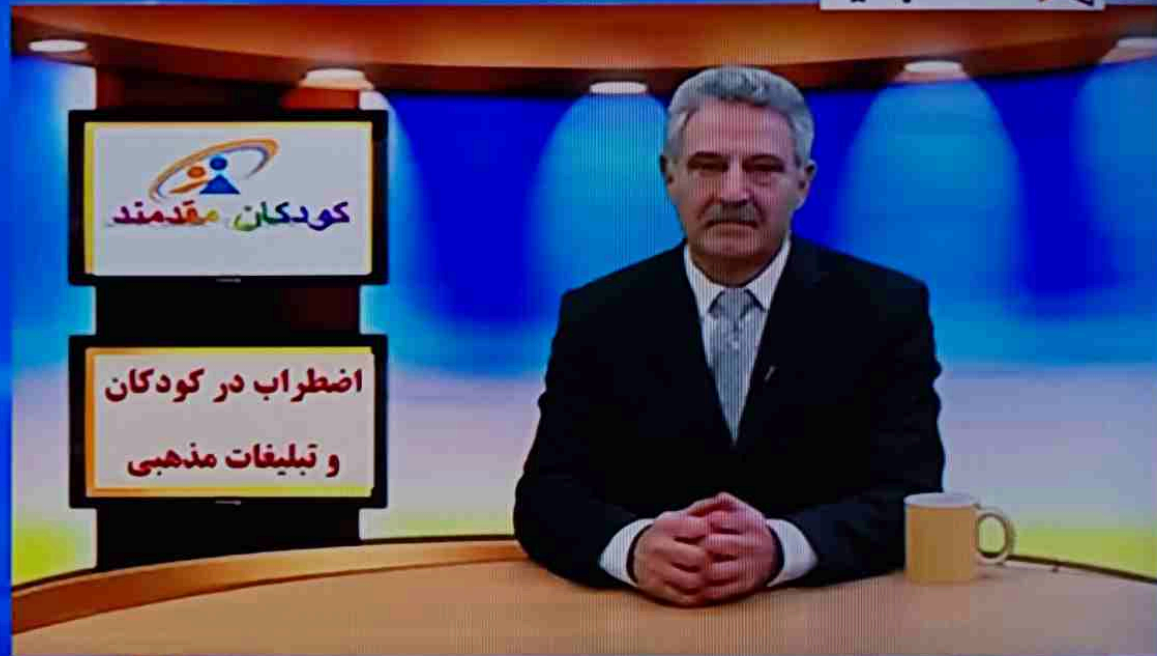 کودکان مقدمند
اضطراب در کودکان
و تبلیغات مذهبی